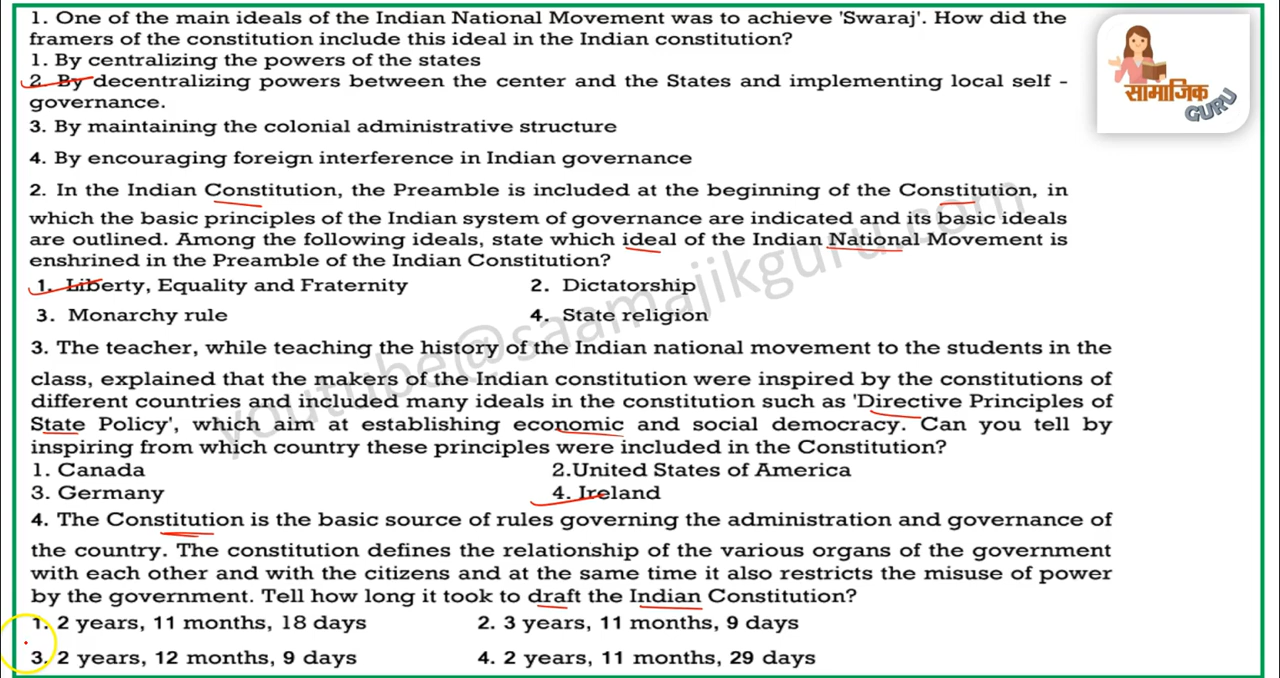 1. One of the main ideals of the Indian National Movement was to achieve 'Swaraj'. How did the
framers of the constitution include this ideal in the Indian constitution?
1. By centralizing the powers of the states
2. By decentralizing powers between the center and the States and implementing local self -
governance.
3. By maintaining the colonial administrative structure
4. By encouraging foreign interference in Indian governance
2. In the Indian Constitution, the Preamble is included at the beginning of the Constitution, in
which the basic principles of the Indian system of governance are indicated and its basic ideals
are outlined. Among the following ideals, state which ideal of the Indian National Movement is
enshrined in the Preamble of the Indian Constitution?
1. Liberty, Equality and Fraternity 2. Dictatorship
3. Monarchy rule 4. State religion
3. The teacher, while teaching the history of the Indian national movement to the students in the
class, explained that the makers of the Indian constitution were inspired by the constitutions of
different countries and included many ideals in the constitution such as 'Directive Principles of
State Policy', which aim at establishing economic and social democracy. Can you tell by
inspiring from which country these principles were included in the Constitution?
1. Canada 2.United States of America
3. Germany 4. Ireland
4. The Constitution is the basic source of rules governing the administration and governance of
the country. The constitution defines the relationship of the various organs of the government
with each other and with the citizens and at the same time it also restricts the misuse of power
by the government. Tell how long it took to draft the Indian Constitution?
1. 2 years, 11 months, 18 days 2. 3 years, 11 months, 9 days
3. 2 years, 12 months, 9 days 4. 2 years, 11 months, 29 days
सामाजिक
GURU
youtube@saamajikguru.com